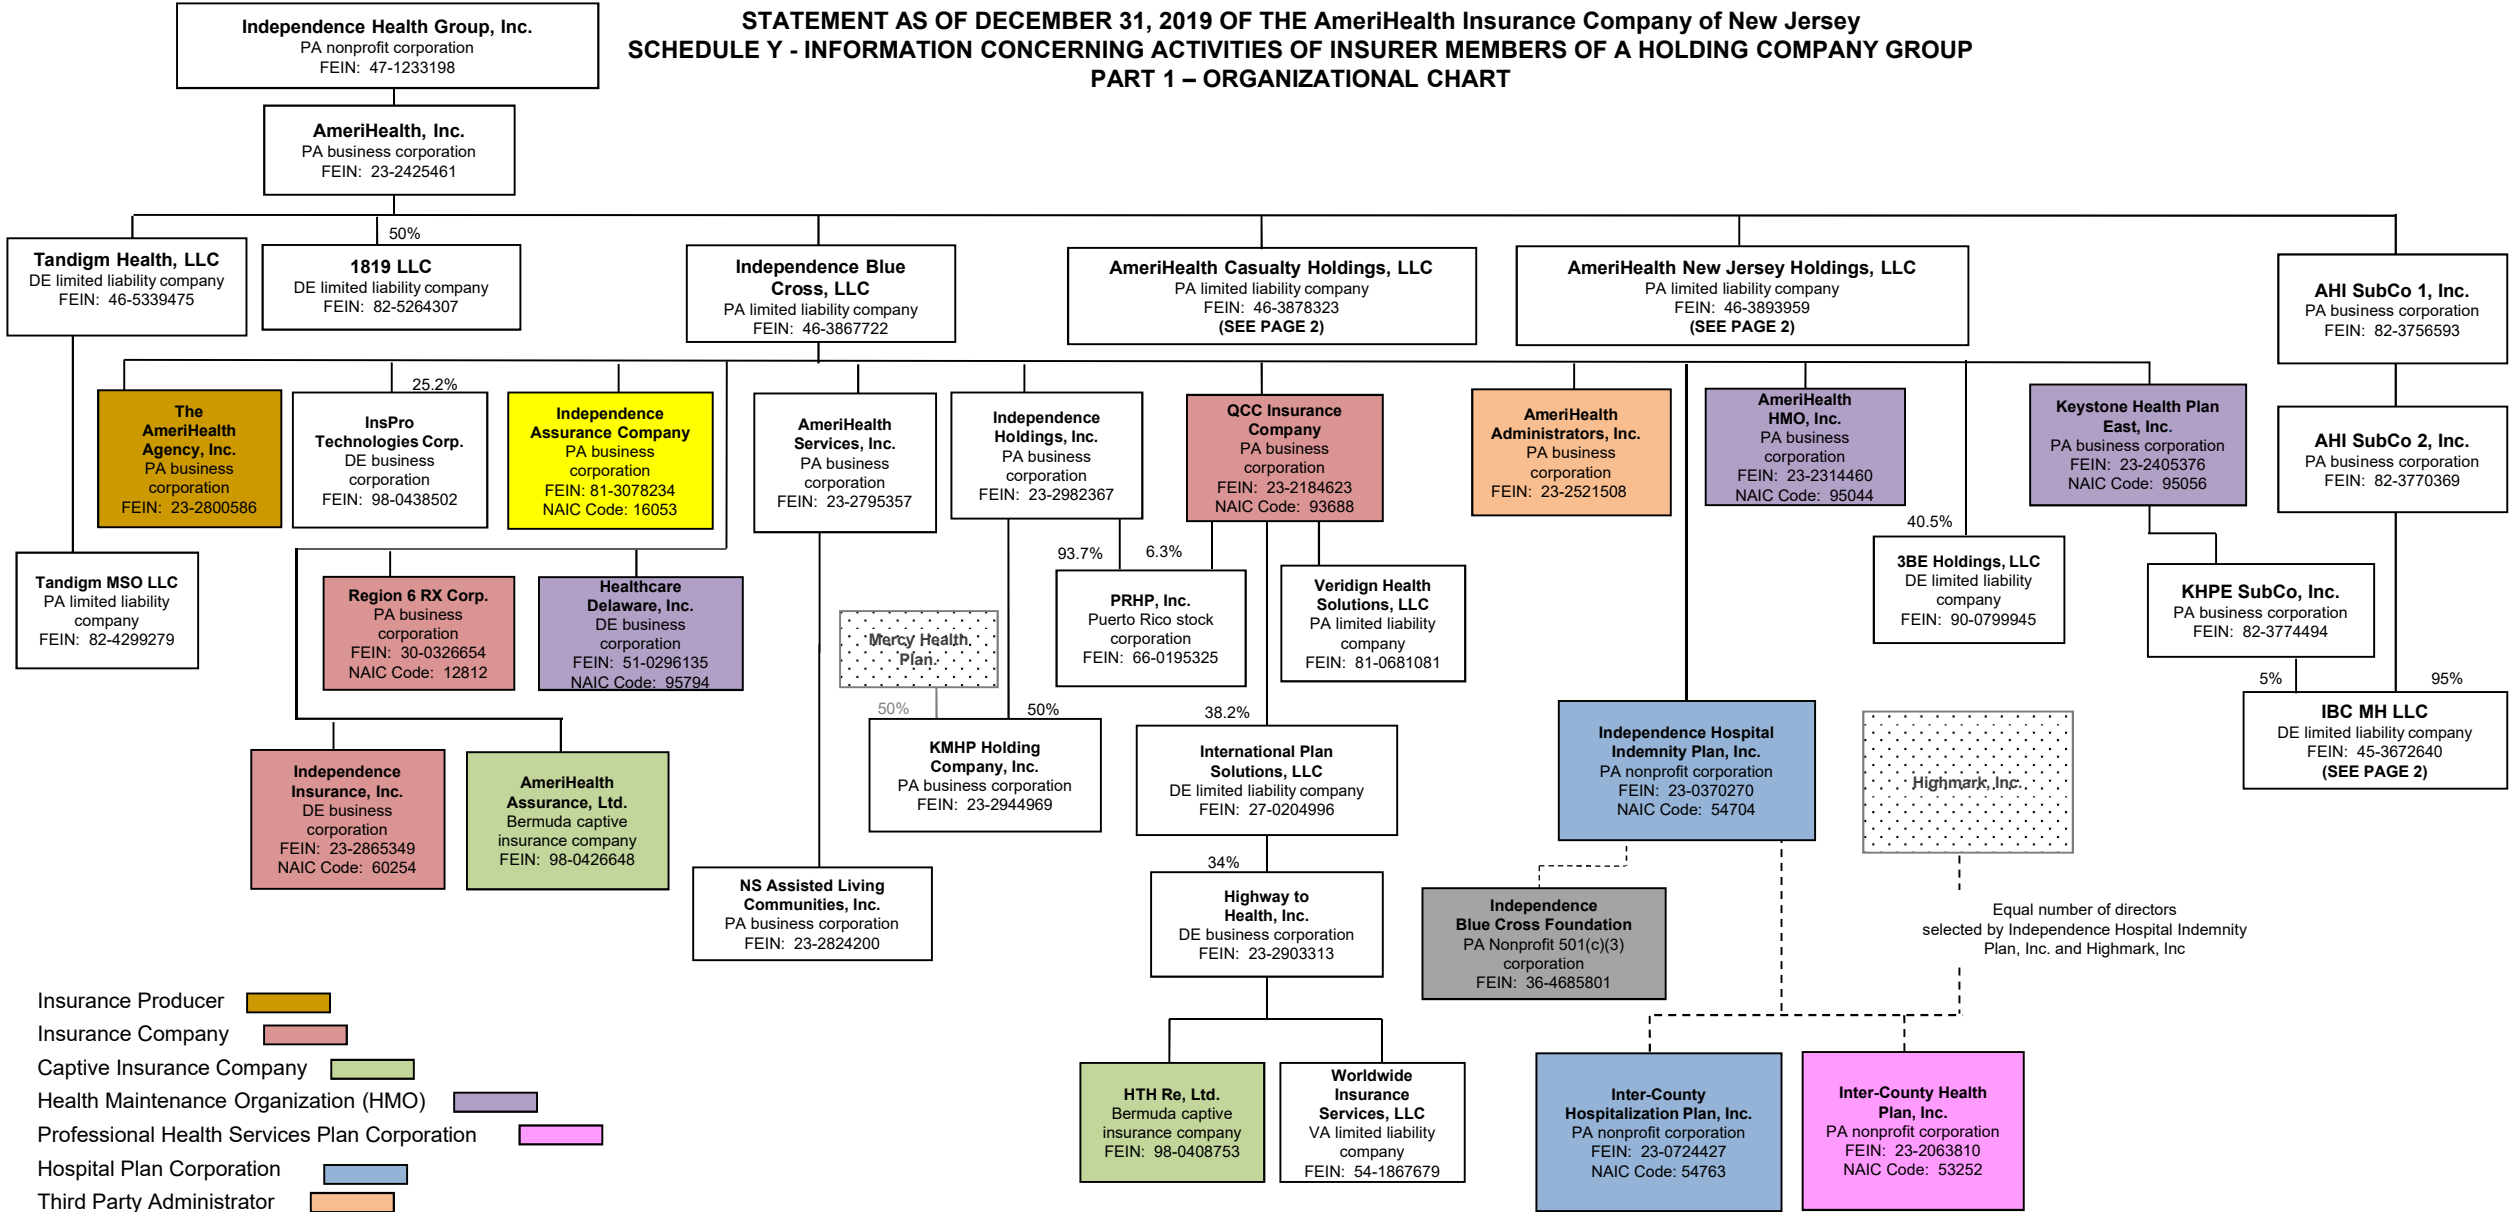 STATEMENT AS OF DECEMBER 31, 2019 OF THE AmeriHealth Insurance Company of New Jersey
SCHEDULE Y - INFORMATION CONCERNING ACTIVITIES OF INSURER MEMBERS OF A HOLDING COMPANY GROUP
PART 1 – ORGANIZATIONAL CHART
Independence Health Group, Inc.
PA nonprofit corporation
FEIN: 47-1233198
AmeriHealth, Inc.
PA business corporation
FEIN: 23-2425461
Tandigm Health, LLC
DE limited liability company
FEIN: 46-5339475
50%
1819 LLC
DE limited liability company
FEIN: 82-5264307
Independence Blue
Cross, LLC
PA limited liability company
FEIN: 46-3867722
AmeriHealth Casualty Holdings, LLC
PA limited liability company
FEIN: 46-3878323
(SEE PAGE 2)
AmeriHealth New Jersey Holdings, LLC
PA limited liability company
FEIN: 46-3893959
(SEE PAGE 2)
AHI SubCo 1, Inc.
PA business corporation
FEIN: 82-3756593
The
AmeriHealth
Agency, Inc.
PA business
corporation
FEIN: 23-2800586
25.2%
InsPro
Technologies Corp.
DE business
corporation
FEIN: 98-0438502
Independence
Assurance Company
PA business
corporation
FEIN: 81-3078234
NAIC Code: 16053
AmeriHealth
Services, Inc.
PA business
corporation
FEIN: 23-2795357
Independence
Holdings, Inc.
PA business
corporation
FEIN: 23-2982367
QCC Insurance
Company
PA business
corporation
FEIN: 23-2184623
NAIC Code: 93688
AmeriHealth
Administrators, Inc.
PA business
corporation
FEIN: 23-2521508
AmeriHealth
HMO, Inc.
PA business
corporation
FEIN: 23-2314460
NAIC Code: 95044
Keystone Health Plan
East, Inc.
PA business corporation
FEIN: 23-2405376
NAIC Code: 95056
AHI SubCo 2, Inc.
PA business corporation
FEIN: 82-3770369
Tandigm MSO LLC
PA limited liability
company
FEIN: 82-4299279
Region 6 RX Corp.
PA business
corporation
FEIN: 30-0326654
NAIC Code: 12812
Healthcare
Delaware, Inc.
DE business
corporation
FEIN: 51-0296135
NAIC Code: 95794
Mercy Health
Plan.
93.7%
6.3%
PRHP, Inc.
Puerto Rico stock
corporation
FEIN: 66-0195325
Veridign Health
Solutions, LLC
PA limited liability
company
FEIN: 81-0681081
40.5%
3BE Holdings, LLC
DE limited liability
company
FEIN: 90-0799945
KHPE SubCo, Inc.
PA business corporation
FEIN: 82-3774494
5%
95%
IBC MH LLC
DE limited liability company
FEIN: 45-3672640
(SEE PAGE 2)
50%
50%
KMHP Holding
Company, Inc.
PA business corporation
FEIN: 23-2944969
38.2%
International Plan
Solutions, LLC
DE limited liability company
FEIN: 27-0204996
Independence Hospital
Indemnity Plan, Inc.
PA nonprofit corporation
FEIN: 23-0370270
NAIC Code: 54704
Highmark, Inc.
Independence
Insurance, Inc.
DE business
corporation
FEIN: 23-2865349
NAIC Code: 60254
AmeriHealth
Assurance, Ltd.
Bermuda captive
insurance company
FEIN: 98-0426648
NS Assisted Living
Communities, Inc.
PA business corporation
FEIN: 23-2824200
34%
Highway to
Health, Inc.
DE business corporation
FEIN: 23-2903313
Independence
Blue Cross Foundation
PA Nonprofit 501(c)(3)
corporation
FEIN: 36-4685801
Equal number of directors
selected by Independence Hospital Indemnity
Plan, Inc. and Highmark, Inc
HTH Re, Ltd.
Bermuda captive
insurance company
FEIN: 98-0408753
Worldwide
Insurance
Services, LLC
VA limited liability
company
FEIN: 54-1867679
Inter-County
Hospitalization Plan, Inc.
PA nonprofit corporation
FEIN: 23-0724427
NAIC Code: 54763
Inter-County Health
Plan, Inc.
PA nonprofit corporation
FEIN: 23-2063810
NAIC Code: 53252
Insurance Producer
Insurance Company
Captive Insurance Company
Health Maintenance Organization (HMO)
Professional Health Services Plan Corporation
Hospital Plan Corporation
Third Party Administrator